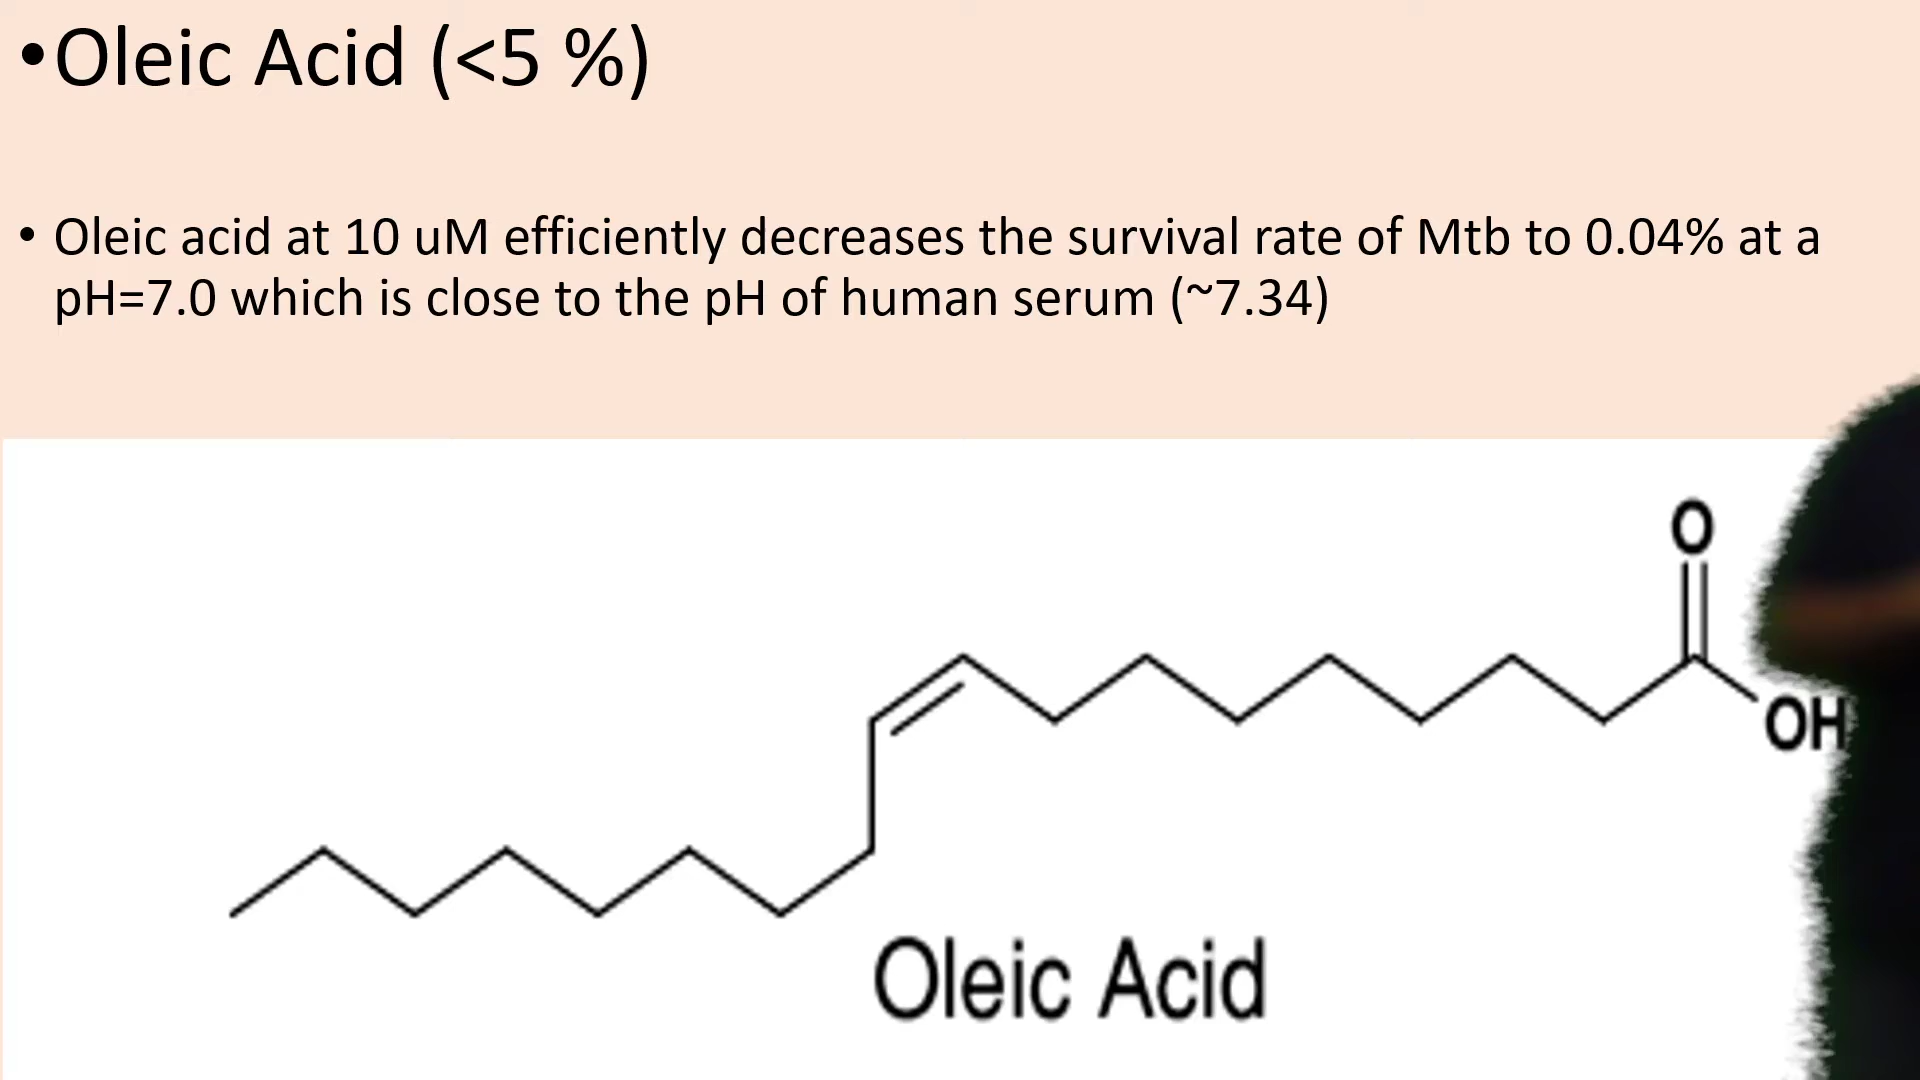 •Oleic Acid (<5 %)
• Oleic acid at 10 uM efficiently decreases the survival rate of Mtb to 0.04% at a
pH=7.0 which is close to the pH of human serum (~7.34)
O
OH
Oleic Acid